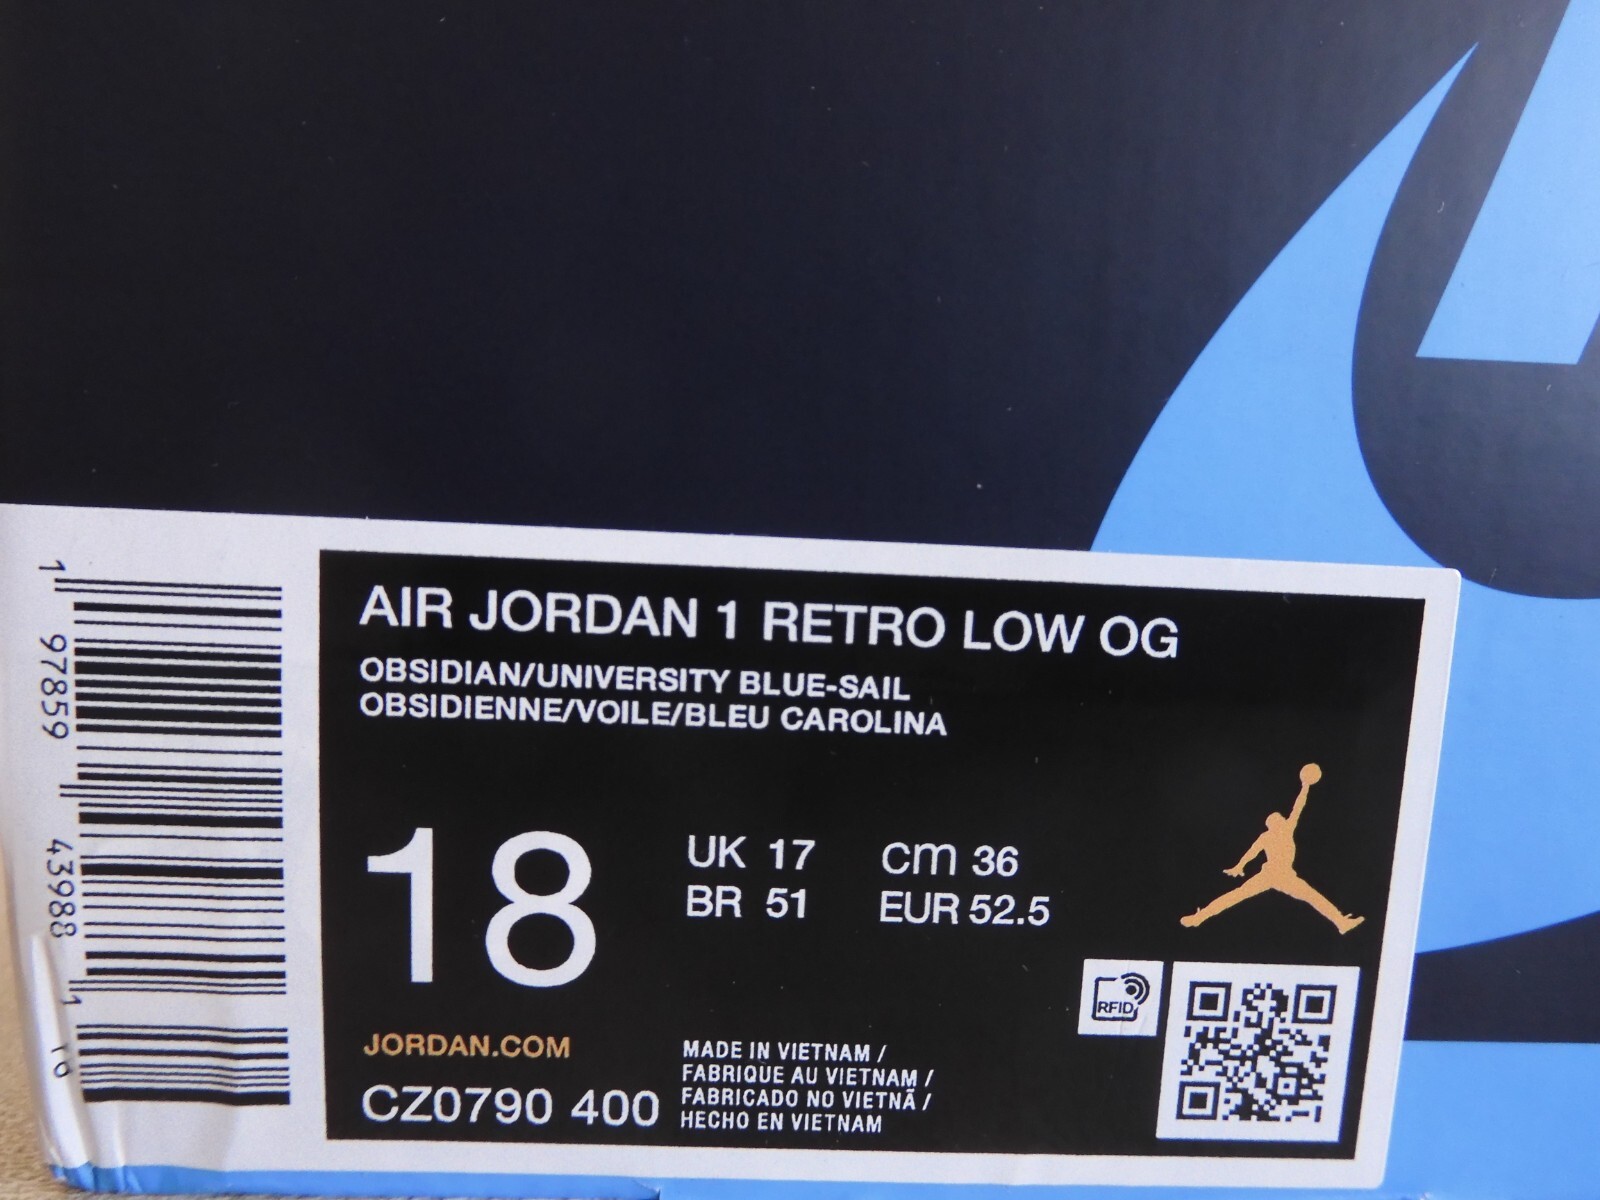 AIR JORDAN 1 RETRO LOW OG
OBSIDIAN/UNIVERSITY BLUE-SAIL
OBSIDIENNE/VOILE/BLEU CAROLINA
18
UK 17 cm 36
BR 51 EUR 52.5
JORDAN.COM
CZ0790 400
MADE IN VIETNAM /
FABRIQUE AU VIETNAM /
FABRICADO NO VIETNÃ /
HECHO EN VIETNAM
RFID
1 97859 43988 1